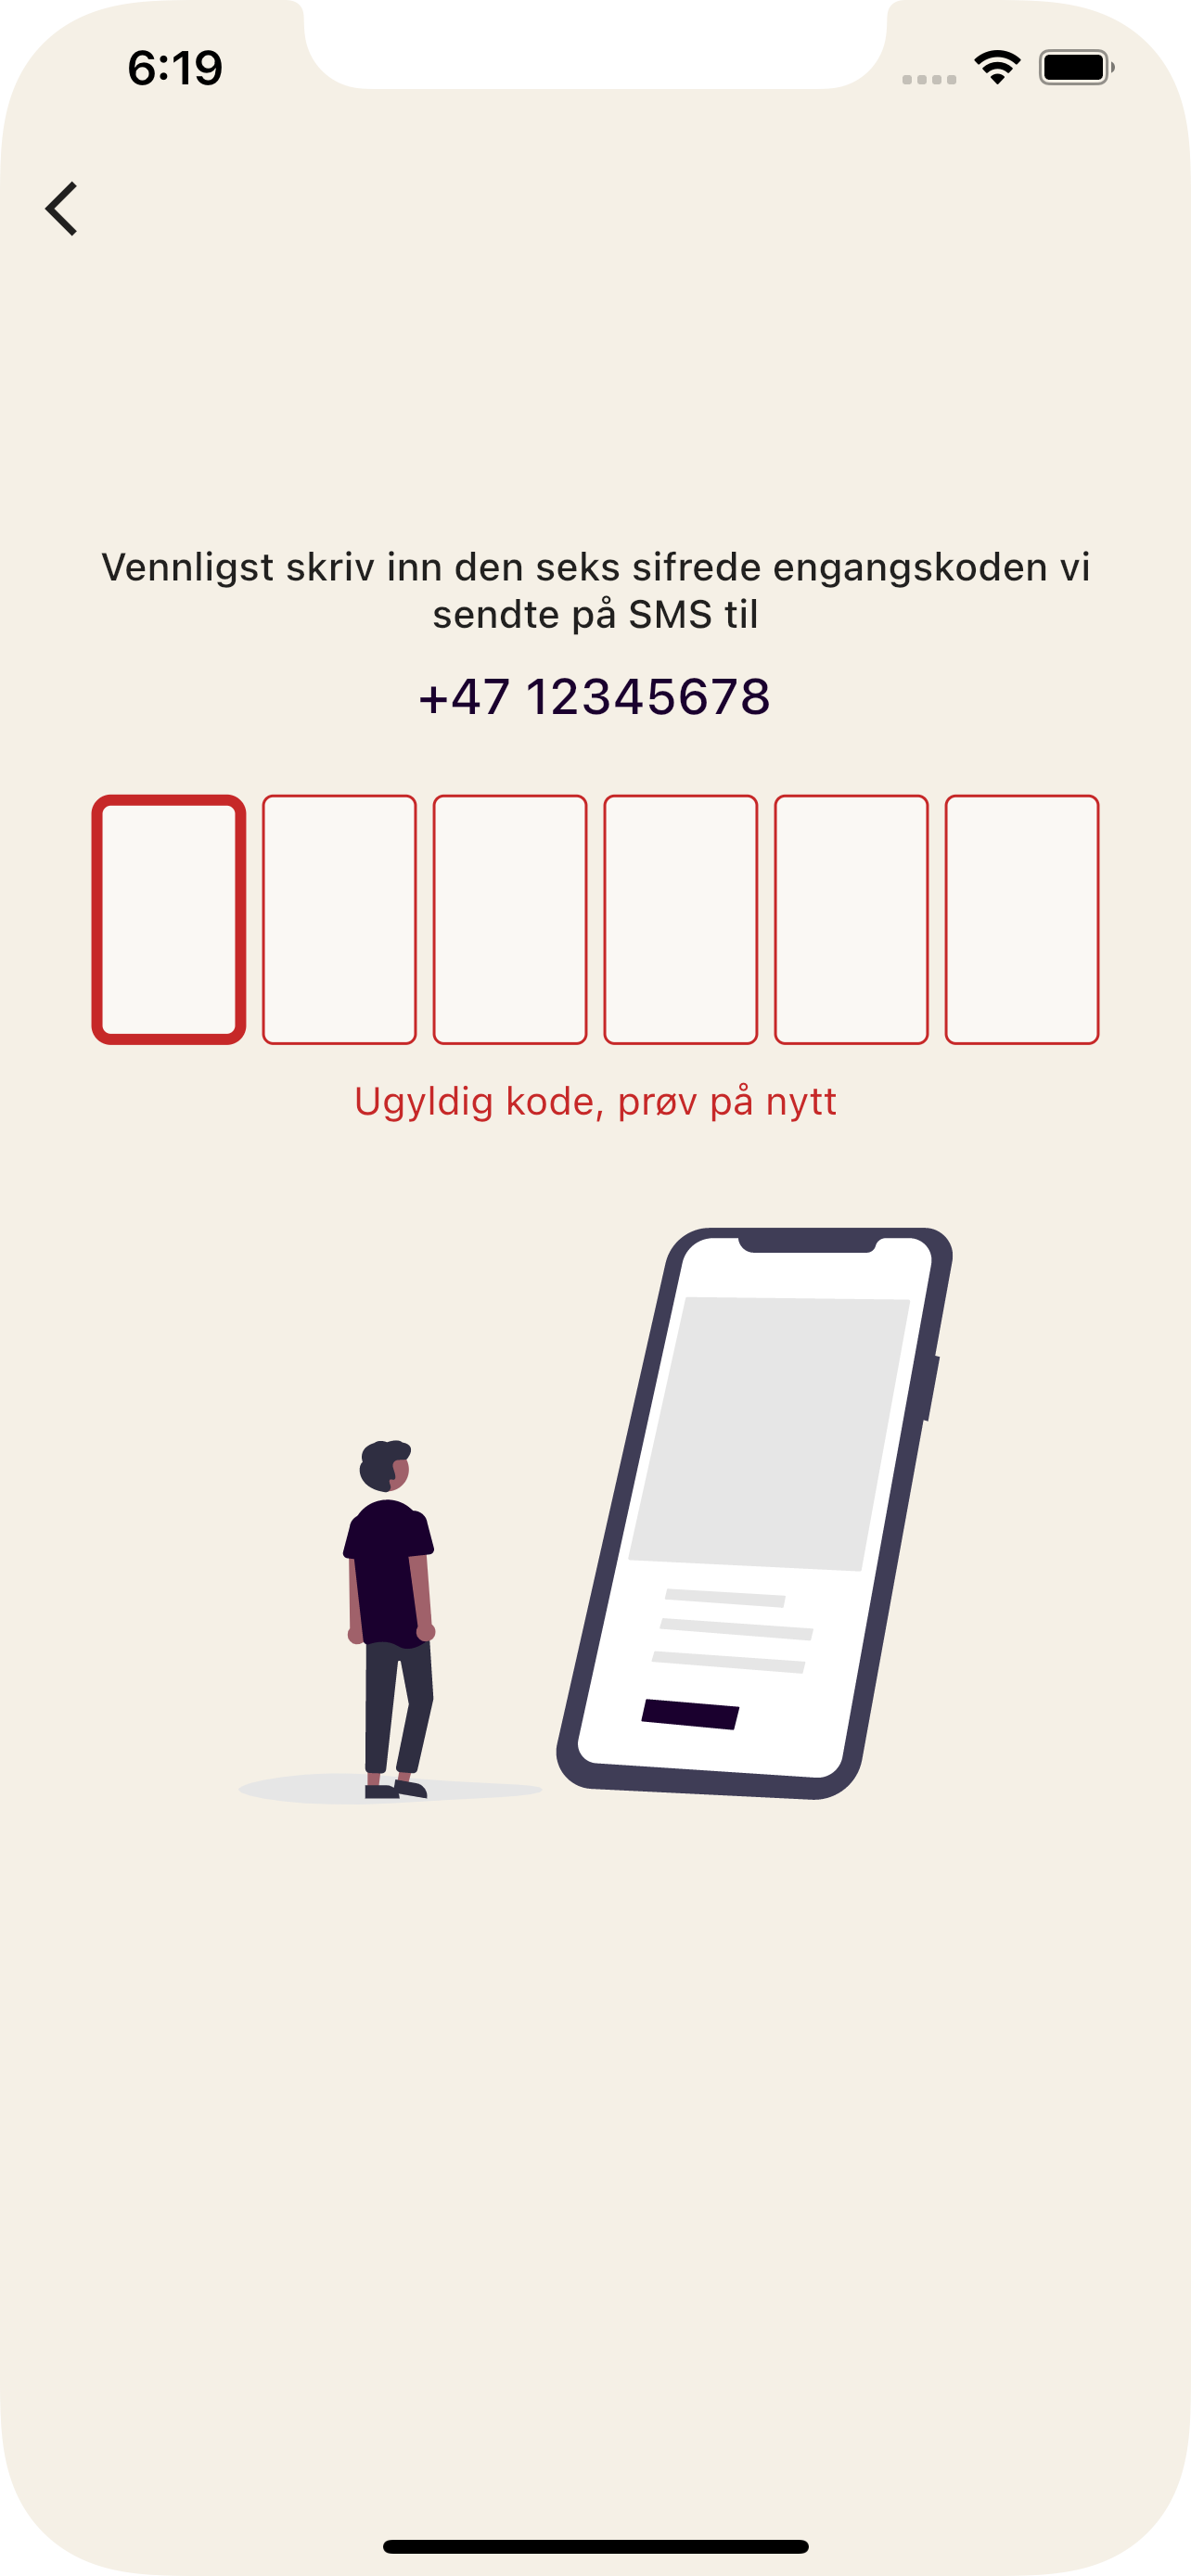 6:19
Vennligst skriv inn den seks sifrede engangskoden vi
sendte på SMS til
+47 12345678
Ugyldig kode, prøv på nytt